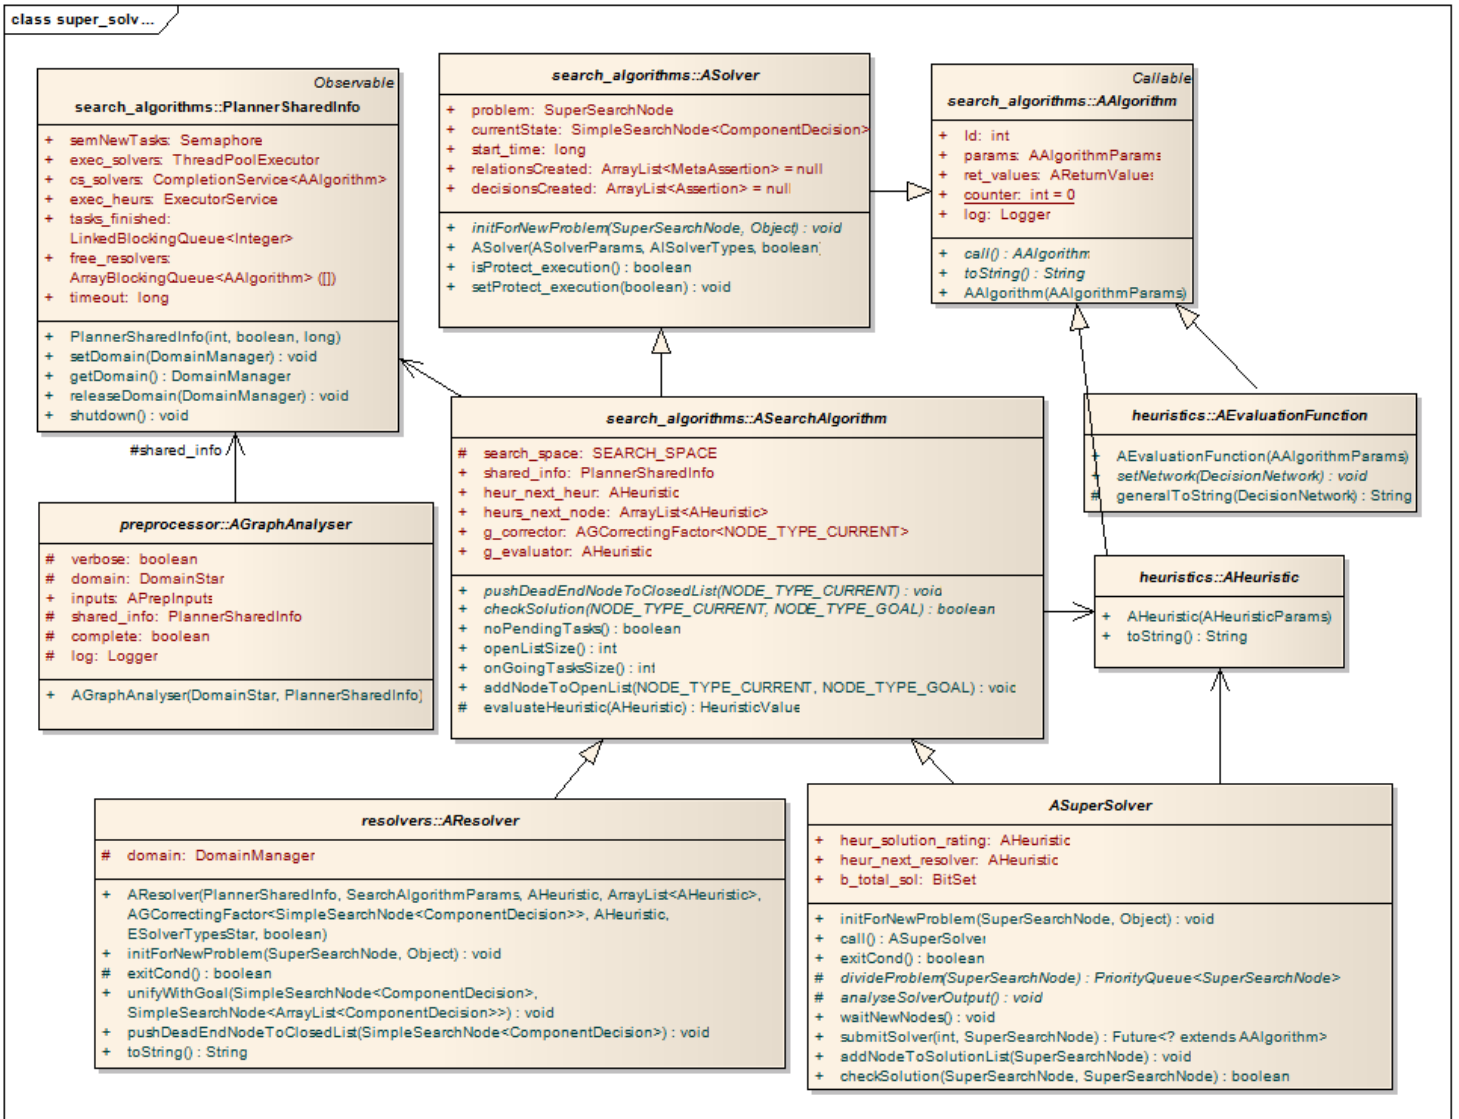 class super_solv...
Observable
search_algorithms::PlannerSharedInfo
+ semNewTasks: Semaphore
+ exec_solvers: ThreadPoolExecutor
+ cs_solvers: CompletionService<AAlgorithm>
+ exec_heurs: ExecutorService
+ tasks_finished:
LinkedBlockingQueue<Integer>
+ free_resolvers:
ArrayBlockingQueue<AAlgorithm> ([])
+ timeout: long
+ PlannerSharedInfo(int, boolean, long)
+ setDomain(DomainManager) : void
+ getDomain() : DomainManager
+ releaseDomain(DomainManager) : void
+ shutdown() : void
search_algorithms::ASolver
+ problem: SuperSearchNode
+ currentState: SimpleSearchNode<ComponentDecision>
+ start_time: long
+ relationsCreated: ArrayList<MetaAssertion> = null
+ decisionsCreated: ArrayList<Assertion> = null
+ initForNewProblem(SuperSearchNode, Object) : void
+ ASolver(ASolverParams, AISolverTypes, boolean)
+ isProtect_execution() : boolean
+ setProtect_execution(boolean) : void
Callable
search_algorithms::AAlgorithm
+ Id: int
+ params: AAlgorithmParams
+ ret_values: AReturnValues
+ counter: int = 0
+ log: Logger
+ call() : AAlgorithm
+ toString() : String
+ AAlgorithm(AAlgorithmParams)
#shared_info
preprocessor::AGraphAnalyser
# verbose: boolean
# domain: DomainStar
+ inputs: APrepInputs
# shared_info: PlannerSharedInfo
# complete: boolean
# log: Logger
+ AGraphAnalyser(DomainStar, PlannerSharedInfo)
search_algorithms::ASearchAlgorithm
# search_space: SEARCH_SPACE
+ shared_info: PlannerSharedInfo
+ heur_next_heur: AHeuristic
+ heurs_next_node: ArrayList<AHeuristic>
+ g_corrector: AGCorrectingFactor<NODE_TYPE_CURRENT>
+ g_evaluator: AHeuristic
+ pushDeadEndNodeToClosedList(NODE_TYPE_CURRENT) : void
+ checkSolution(NODE_TYPE_CURRENT, NODE_TYPE_GOAL) : boolean
+ noPendingTasks() : boolean
+ openListSize() : int
+ onGoingTasksSize() : int
+ addNodeToOpenList(NODE_TYPE_CURRENT, NODE_TYPE_GOAL) : void
# evaluateHeuristic(AHeuristic) : HeuristicValue
heuristics::AEvaluationFunction
+ AEvaluationFunction(AAlgorithmParams)
+ setNetwork(DecisionNetwork) : void
# generalToString(DecisionNetwork) : String
heuristics::AHeuristic
+ AHeuristic(AHeuristicParams)
+ toString() : String
resolvers::AResolver
# domain: DomainManager
+ AResolver(PlannerSharedInfo, SearchAlgorithmParams, AHeuristic, ArrayList<AHeuristic>,
AGCorrectingFactor<SimpleSearchNode<ComponentDecision>>, AHeuristic,
ESolverTypesStar, boolean)
+ initForNewProblem(SuperSearchNode, Object) : void
# exitCond() : boolean
+ unifyWithGoal(SimpleSearchNode<ComponentDecision>,
SimpleSearchNode<ArrayList<ComponentDecision>>) : void
+ pushDeadEndNodeToClosedList(SimpleSearchNode<ComponentDecision>) : void
+ toString() : String
ASuperSolver
+ heur_solution_rating: AHeuristic
+ heur_next_resolver: AHeuristic
+ b_total_sol: BitSet
+ initForNewProblem(SuperSearchNode, Object) : void
+ call() : ASuperSolver
+ exitCond() : boolean
# divideProblem(SuperSearchNode) : PriorityQueue<SuperSearchNode>
# analyseSolverOutput() : void
+ waitNewNodes() : void
+ submitSolver(int, SuperSearchNode) : Future<? extends AAlgorithm>
+ addNodeToSolutionList(SuperSearchNode) : void
+ checkSolution(SuperSearchNode, SuperSearchNode) : boolean